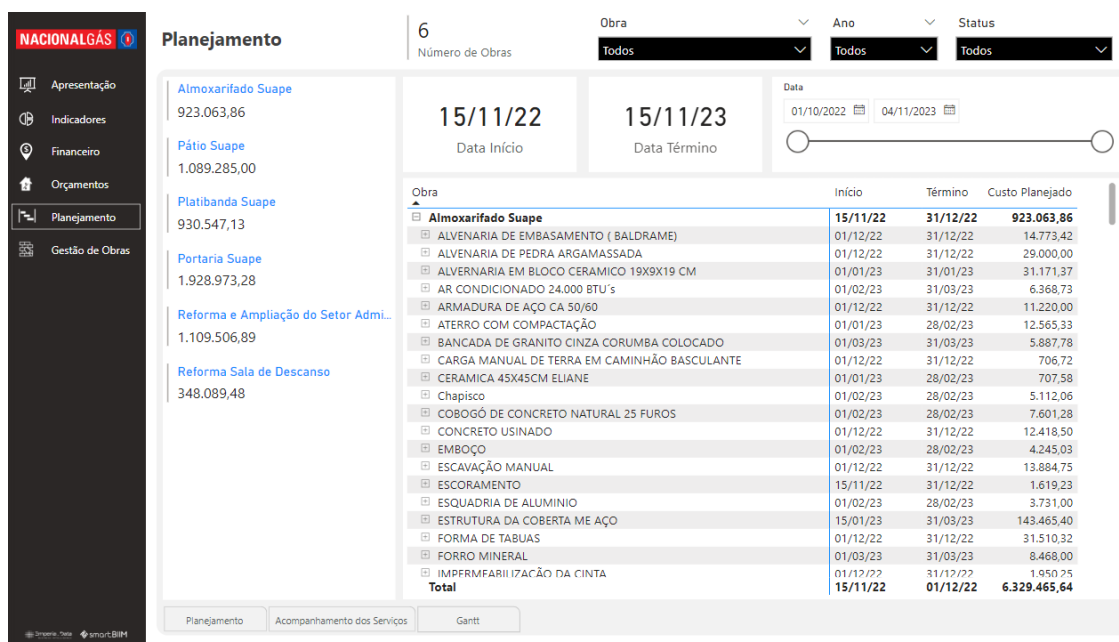 NACIONALGÁS
Planejamento
6
Número de Obras
Obra
Todos
Ano
Todos
Status
Todos
Apresentação
Indicadores
Financeiro
Orçamentos
Planejamento
Gestão de Obras
Almoxarifado Suape
923.063,86
Pátio Suape
1.089.285,00
Platibanda Suape
930.547,13
Portaria Suape
1.928.973,28
Reforma e Ampliação do Setor Admi...
1.109.506,89
Reforma Sala de Descanso
348.089,48
15/11/22
Data Início
15/11/23
Data Término
Data
01/10/2022 04/11/2023
Obra Início Término Custo Planejado
Almoxarifado Suape 15/11/22 31/12/22 923.063,86
ALVENARIA DE EMBASAMENTO ( BALDRAME) 01/12/22 31/12/22 14.773,42
ALVENARIA DE PEDRA ARGAMASSADA 01/12/22 31/12/22 29.000,00
ALVERNARIA EM BLOCO CERAMICO 19X9X19 CM 01/01/23 31/01/23 31.171,37
AR CONDICIONADO 24.000 BTU´s 01/02/23 31/03/23 6.368,73
ARMADURA DE AÇO CA 50/60 01/12/22 31/12/22 11.220,00
ATERRO COM COMPACTAÇÃO 01/01/23 28/02/23 12.565,33
BANCADA DE GRANITO CINZA CORUMBA COLOCADO 01/03/23 31/03/23 5.887,78
CARGA MANUAL DE TERRA EM CAMINHÃO BASCULANTE 01/12/22 31/12/22 706,72
CERAMICA 45X45CM ELIANE 01/01/23 28/02/23 707,58
Chapisco 01/02/23 28/02/23 5.112,06
COBOGÓ DE CONCRETO NATURAL 25 FUROS 01/02/23 28/02/23 7.601,28
CONCRETO USINADO 01/12/22 31/12/22 12.418,50
EMBOÇO 01/02/23 28/02/23 4.245,03
ESCAVAÇÃO MANUAL 01/12/22 31/12/22 13.884,75
ESCORAMENTO 15/11/22 31/12/22 1.619,23
ESQUADRIA DE ALUMINIO 01/02/23 28/02/23 3.731,00
ESTRUTURA DA COBERTA ME AÇO 15/01/23 31/03/23 143.465,40
FORMA DE TABUAS 01/12/22 31/12/22 31.510,32
FORRO MINERAL 01/03/23 31/03/23 8.468,00
IMPERMEABILIZAÇÃO DA CINTA 01/12/22 31/12/22 1.950,25
Total 15/11/22 01/12/22 6.329.465,64
Planejamento Acompanhamento dos Serviços Gantt
smartBIM